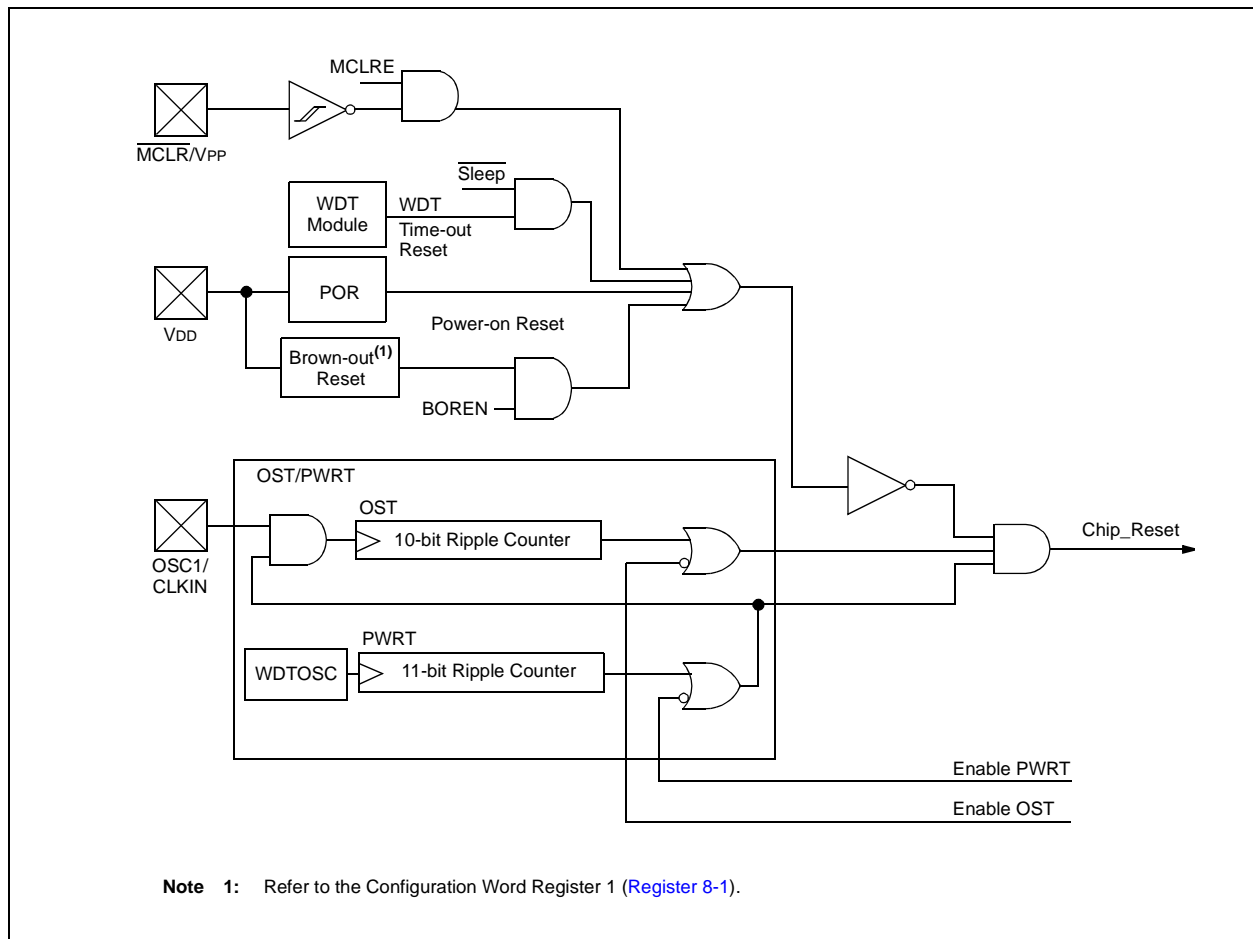 MCLRE
MCLR/VPP
Sleep
WDT
Module
WDT
Time-out
Reset
POR
VDD
Power-on Reset
Brown-out(1)
Reset
BOREN
OST/PWRT
OST
10-bit Ripple Counter
Chip_Reset
OSC1/
CLKIN
PWRT
WDTOSC
11-bit Ripple Counter
Enable PWRT
Enable OST
Note 1: Refer to the Configuration Word Register 1 (Register 8-1).